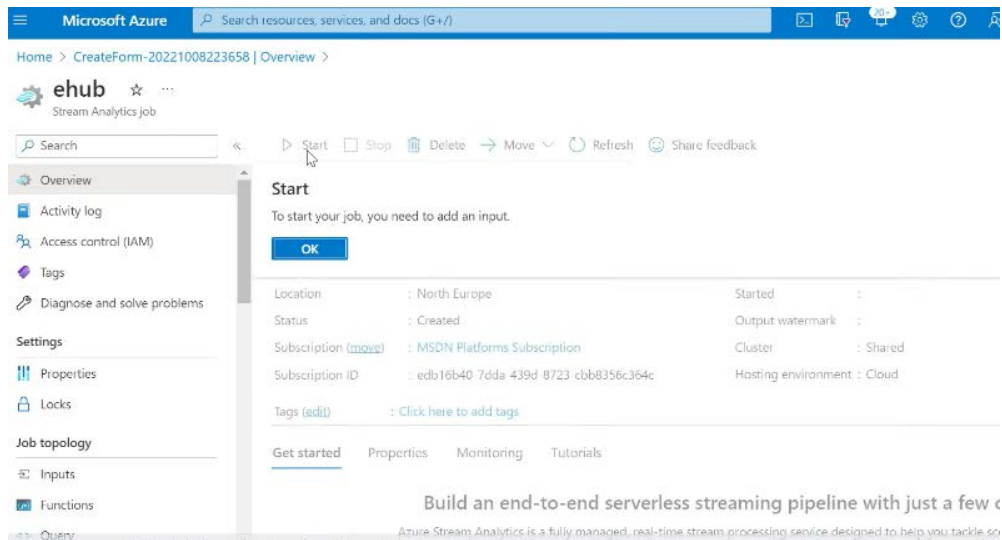 Microsoft Azure
Search resources, services, and docs (G+/)
20+
Home > CreateForm-20221008223658 | Overview >
ehub
Stream Analytics job
Search
Start Stop Delete Move Refresh Share feedback
Overview
Activity log
Access control (IAM)
Tags
Diagnose and solve problems
Settings
Properties
Locks
Job topology
Inputs
Functions
Query
Start
To start your job, you need to add an input.
OK
Location : North Europe
Status : Created
Subscription (move) : MSDN Platforms Subscription
Subscription ID : edb16b40-7dda-439d-8723-cbb8356c364c
Started :
Output watermark :
Cluster : Shared
Hosting environment : Cloud
Tags (edit) : Click here to add tags
Get started Properties Monitoring Tutorials
Build an end-to-end serverless streaming pipeline with just a few
Azure Stream Analytics is a fully managed, real-time stream processing service designed to help you tackle